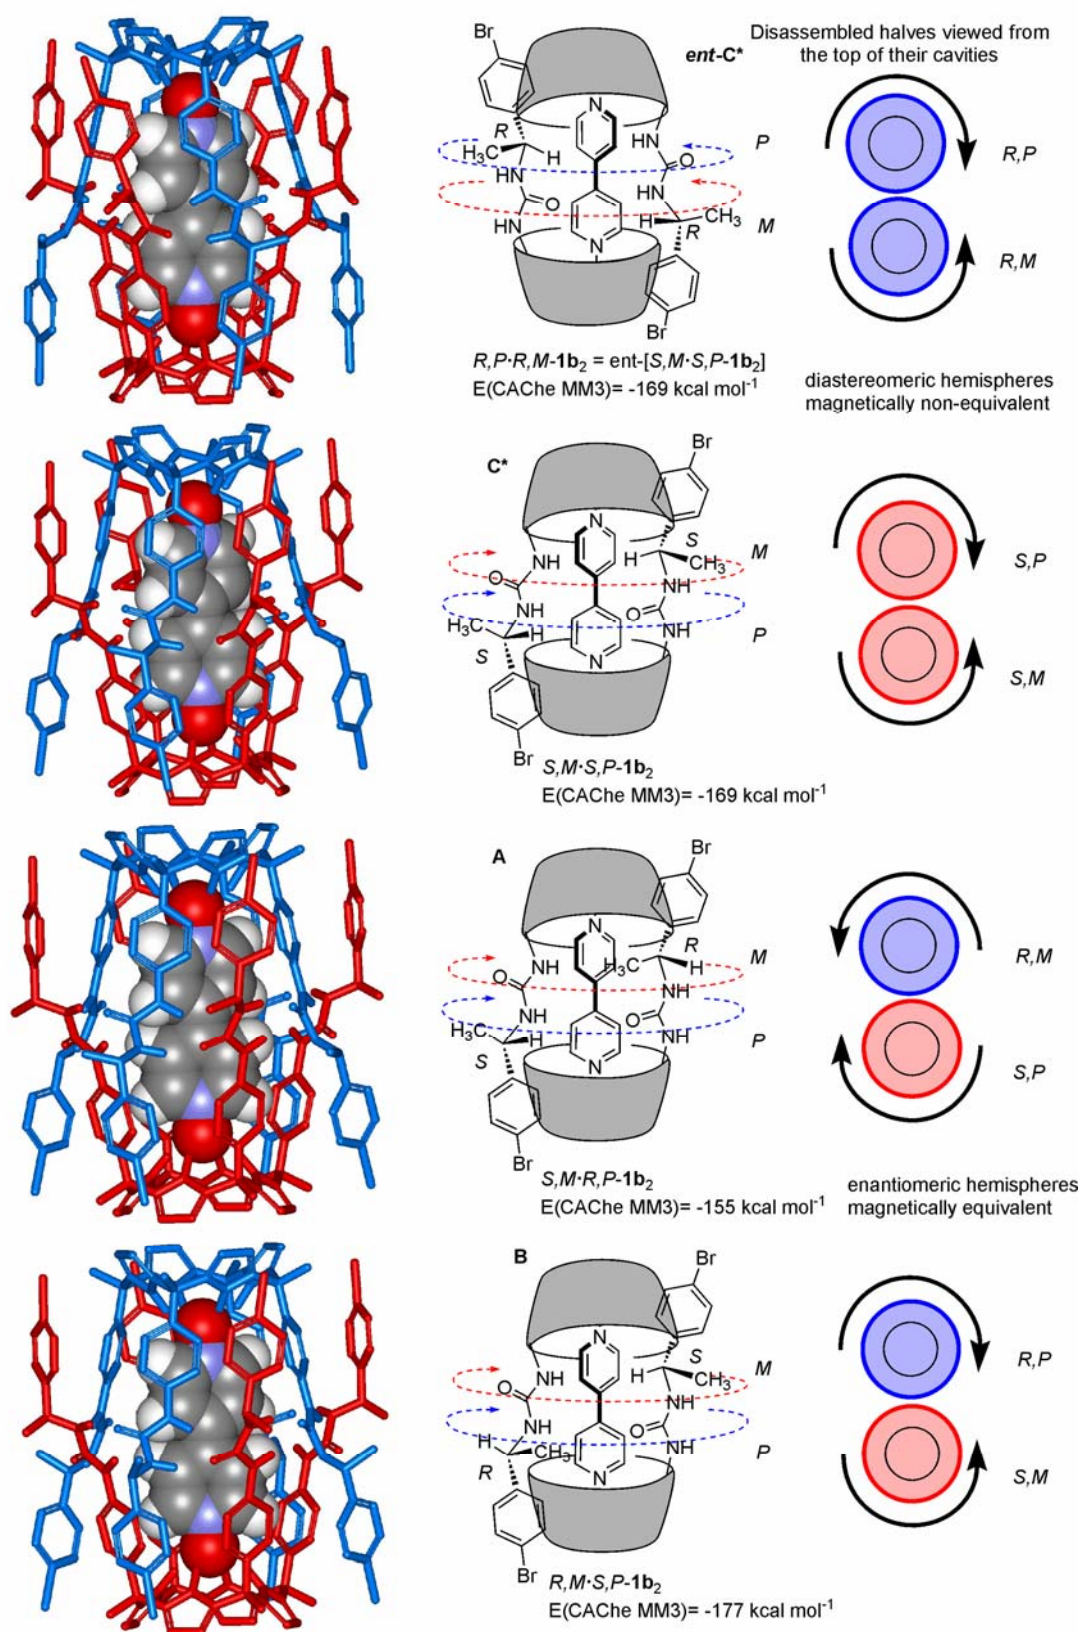 Br
ent-C*
Disassembled halves viewed from
the top of their cavities
N
R
HN
P
H3C
H
O
R,P
NH
HN
O
H
CH3
HN
R
M
N
R,M
Br
R,P·R,M-1b2 = ent-[S,M·S,P-1b2]
E(CAChe MM3)= -169 kcal mol-1
diastereomeric hemispheres
magnetically non-equivalent
Br
C*
N
S
M
NH
H
CH3
S,P
O
NH
NH
O
H3C
H
NH
P
S
N
S,M
Br
S,M·S,P-1b2
E(CAChe MM3)= -169 kcal mol-1
Br
A
N
R
M
NH
H3C
H
R,M
O
NH
NH
O
H3C
H
NH
P
S
N
S,P
Br
S,M·R,P-1b2
E(CAChe MM3)= -155 kcal mol-1
enantiomeric hemispheres
magnetically equivalent
Br
B
N
S
M
NH
H
CH3
R,P
O
NH
NH
O
H
CH3
NH
P
R
N
S,M
Br
R,M·S,P-1b2
E(CAChe MM3)= -177 kcal mol-1